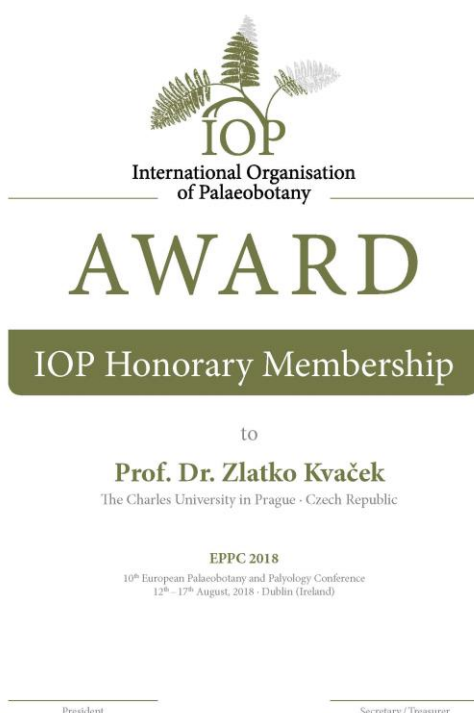 IOP
International Organisation
of Palaeobotany
AWARD
IOP Honorary Membership
to
Prof. Dr. Zlatko Kvaček
The Charles University in Prague · Czech Republic
EPPC 2018
10th European Palaeobotany and Palyology Conference
12th - 17th August, 2018 · Dublin (Ireland)
President
Secretary / Treasurer